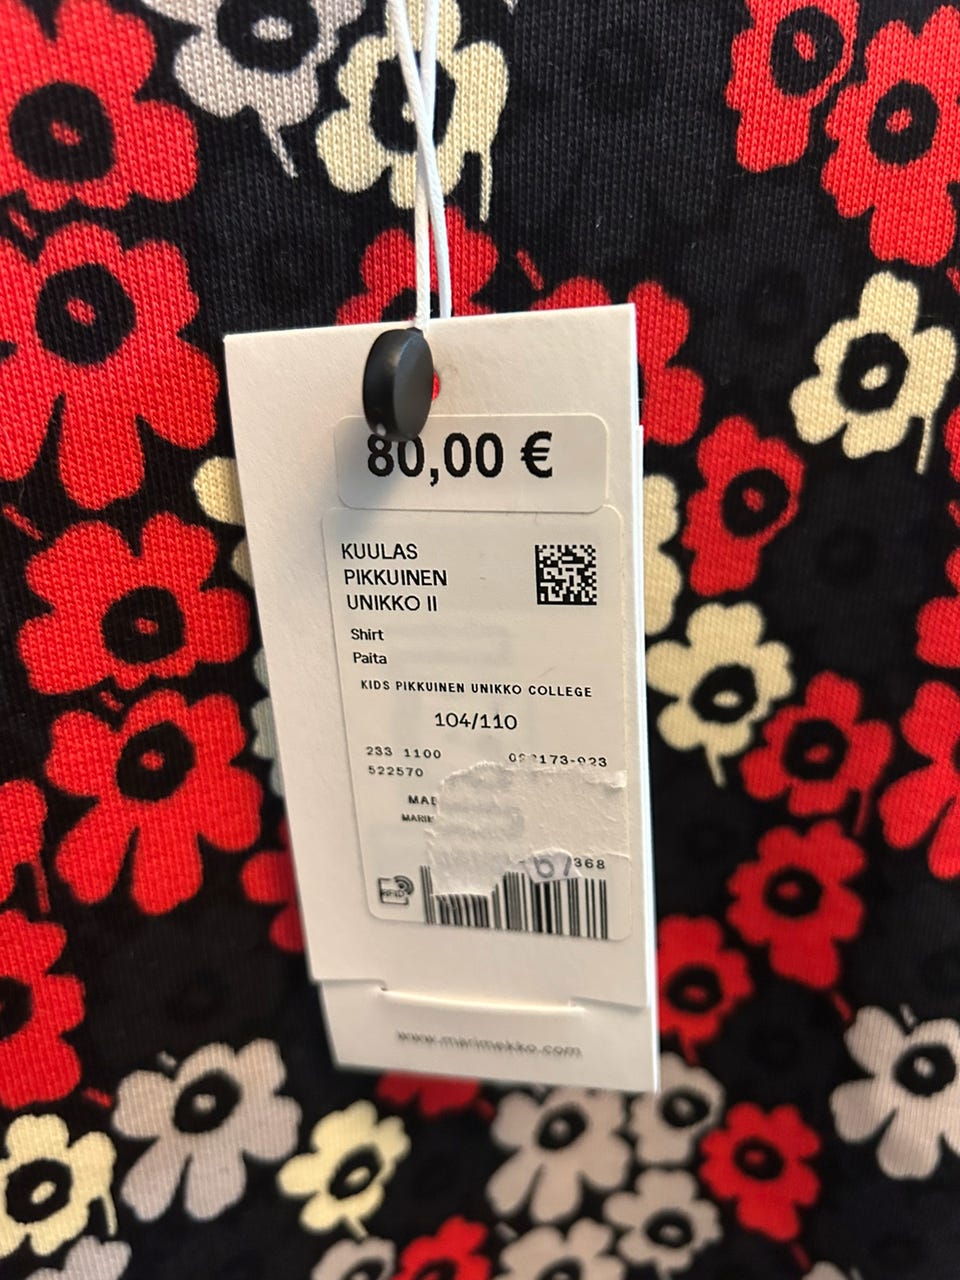 80,00 €
KUULAS
PIKKUINEN
UNIKKO II
Shirt
Paita
KIDS PIKKUINEN UNIKKO COLLEGE
104/110
233 1100
522570
368
www.marimekko.com